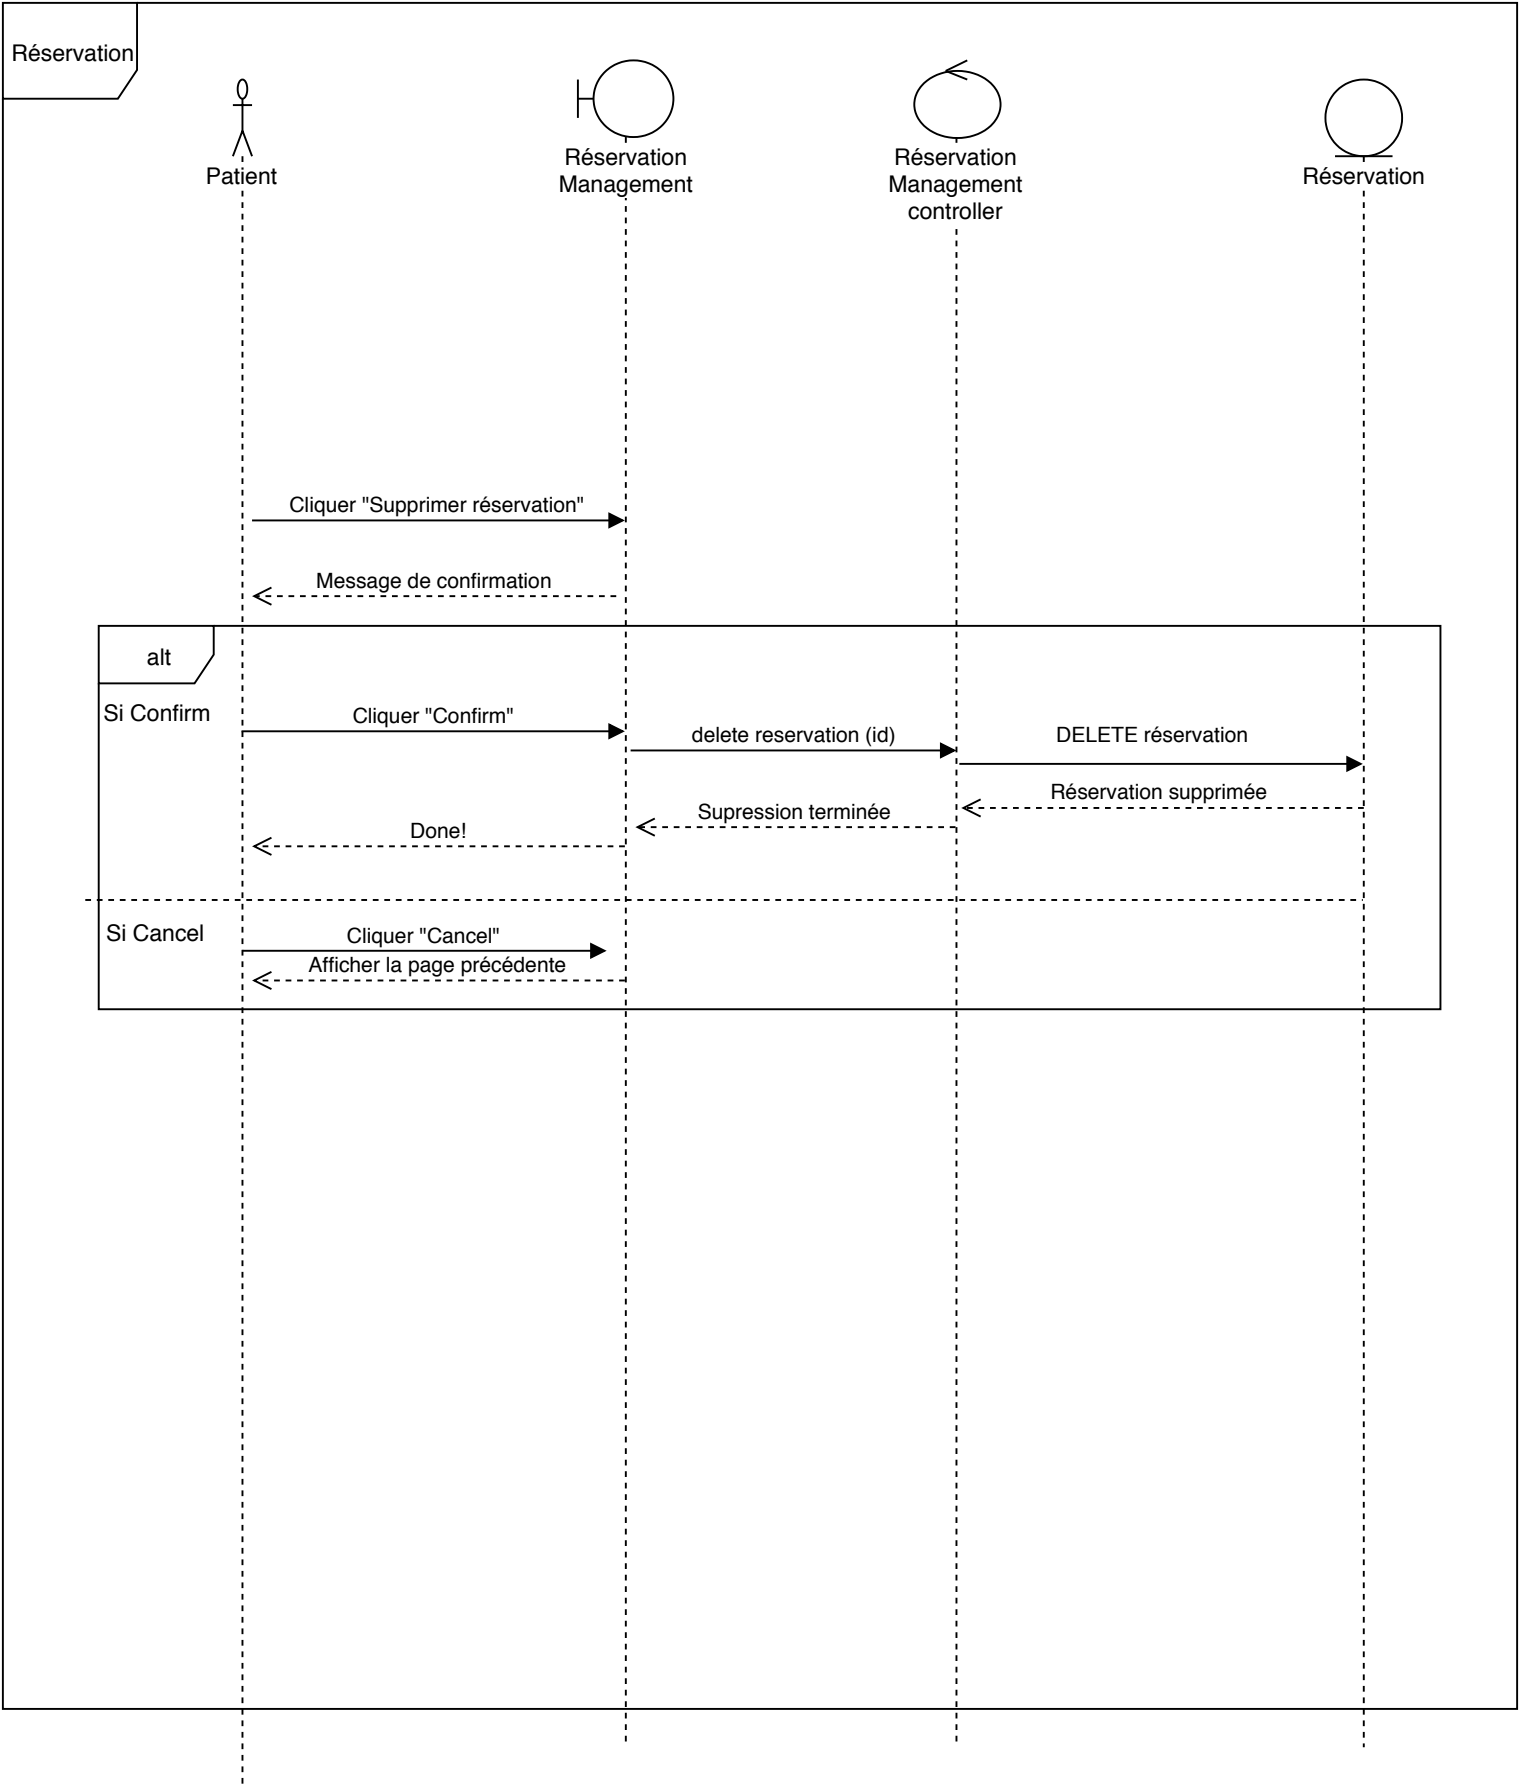 Réservation
Patient
Réservation
Management
Réservation
Management
controller
Réservation
Cliquer "Supprimer réservation"
Message de confirmation
alt
Si Confirm
Cliquer "Confirm"
delete reservation (id)
DELETE réservation
Réservation supprimée
Supression terminée
Done!
Si Cancel
Cliquer "Cancel"
Afficher la page précédente